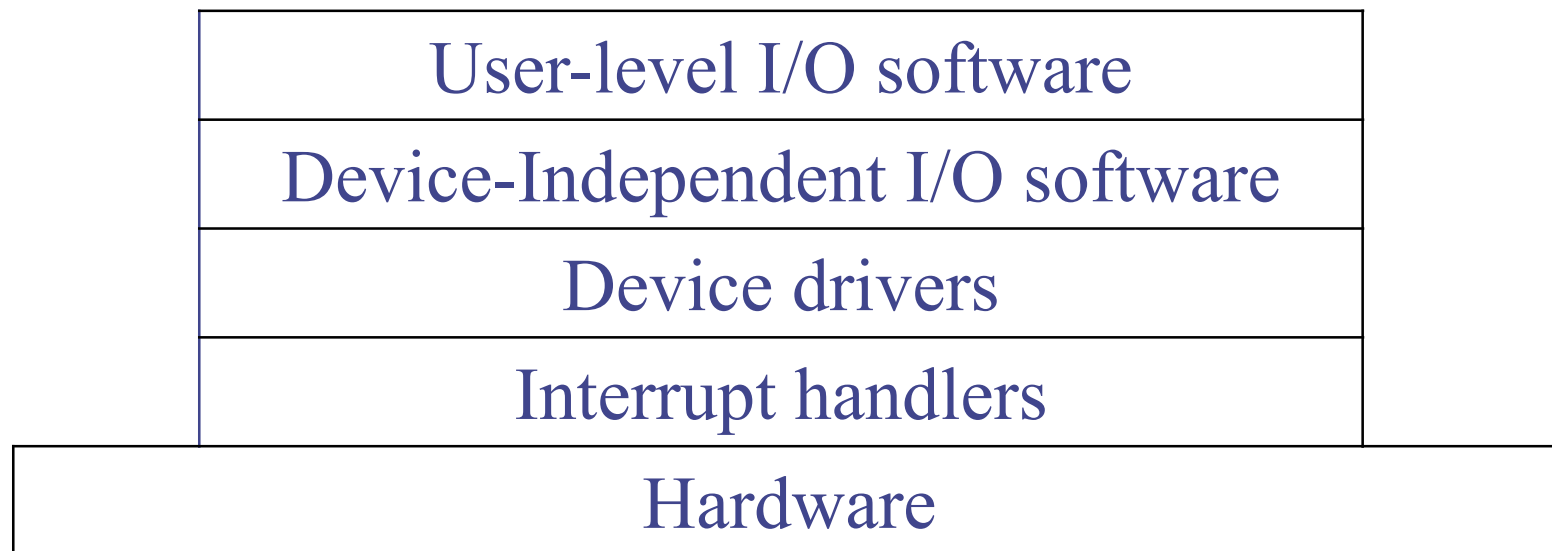 User-level I/O software
Device-Independent I/O software
Device drivers
Interrupt handlers
Hardware